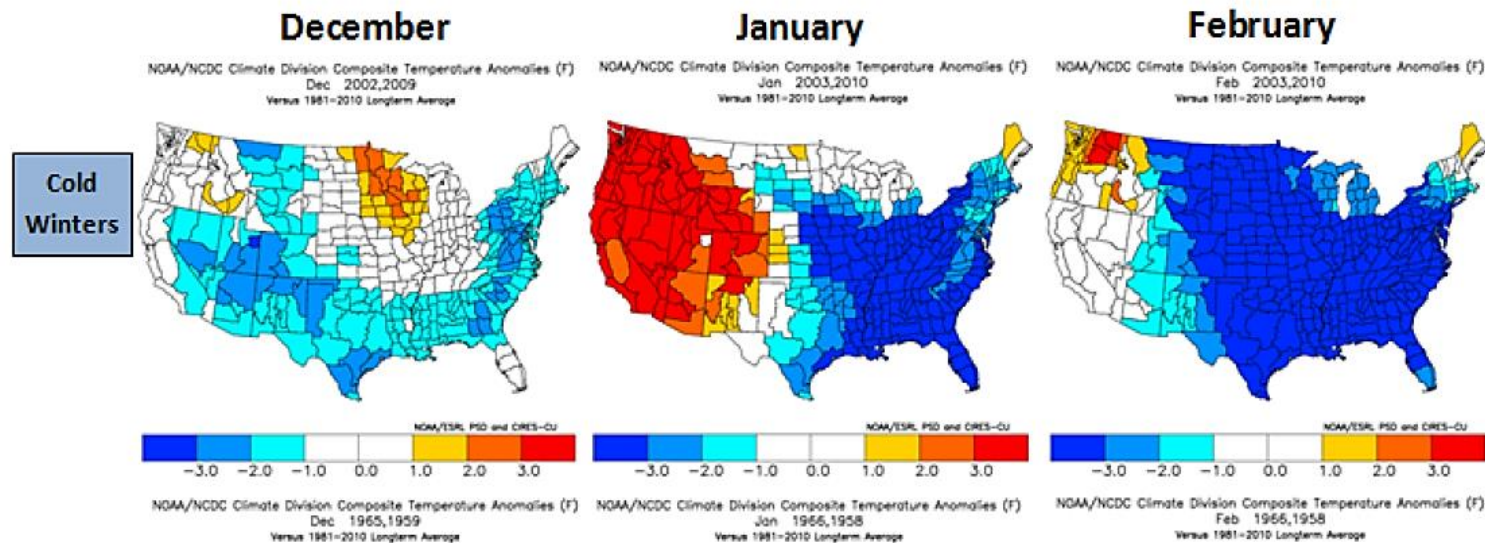 December
January
February
NOAA/NCDC Climate Division Composite Temperature Anomalies (F)
Dec 2002,2009
Versus 1981-2010 Longterm Average
NOAA/NCDC Climate Division Composite Temperature Anomalies (F)
Jan 2003,2010
Versus 1981-2010 Longterm Average
NOAA/NCDC Climate Division Composite Temperature Anomalies (F)
Feb 2003,2010
Versus 1981-2010 Longterm Average
Cold
Winters
NOAA/ESRL PSD and CIRES-CU
-3.0 -2.0 -1.0 0.0 1.0 2.0 3.0
NOAA/ESRL PSD and CIRES-CU
-3.0 -2.0 -1.0 0.0 1.0 2.0 3.0
NOAA/ESRL PSD and CIRES-CU
-3.0 -2.0 -1.0 0.0 1.0 2.0 3.0
NOAA/NCDC Climate Division Composite Temperature Anomalies (F)
Dec 1965,1959
Versus 1981-2010 Longterm Average
NOAA/NCDC Climate Division Composite Temperature Anomalies (F)
Jan 1966,1958
Versus 1981-2010 Longterm Average
NOAA/NCDC Climate Division Composite Temperature Anomalies (F)
Feb 1966,1958
Versus 1981-2010 Longterm Average